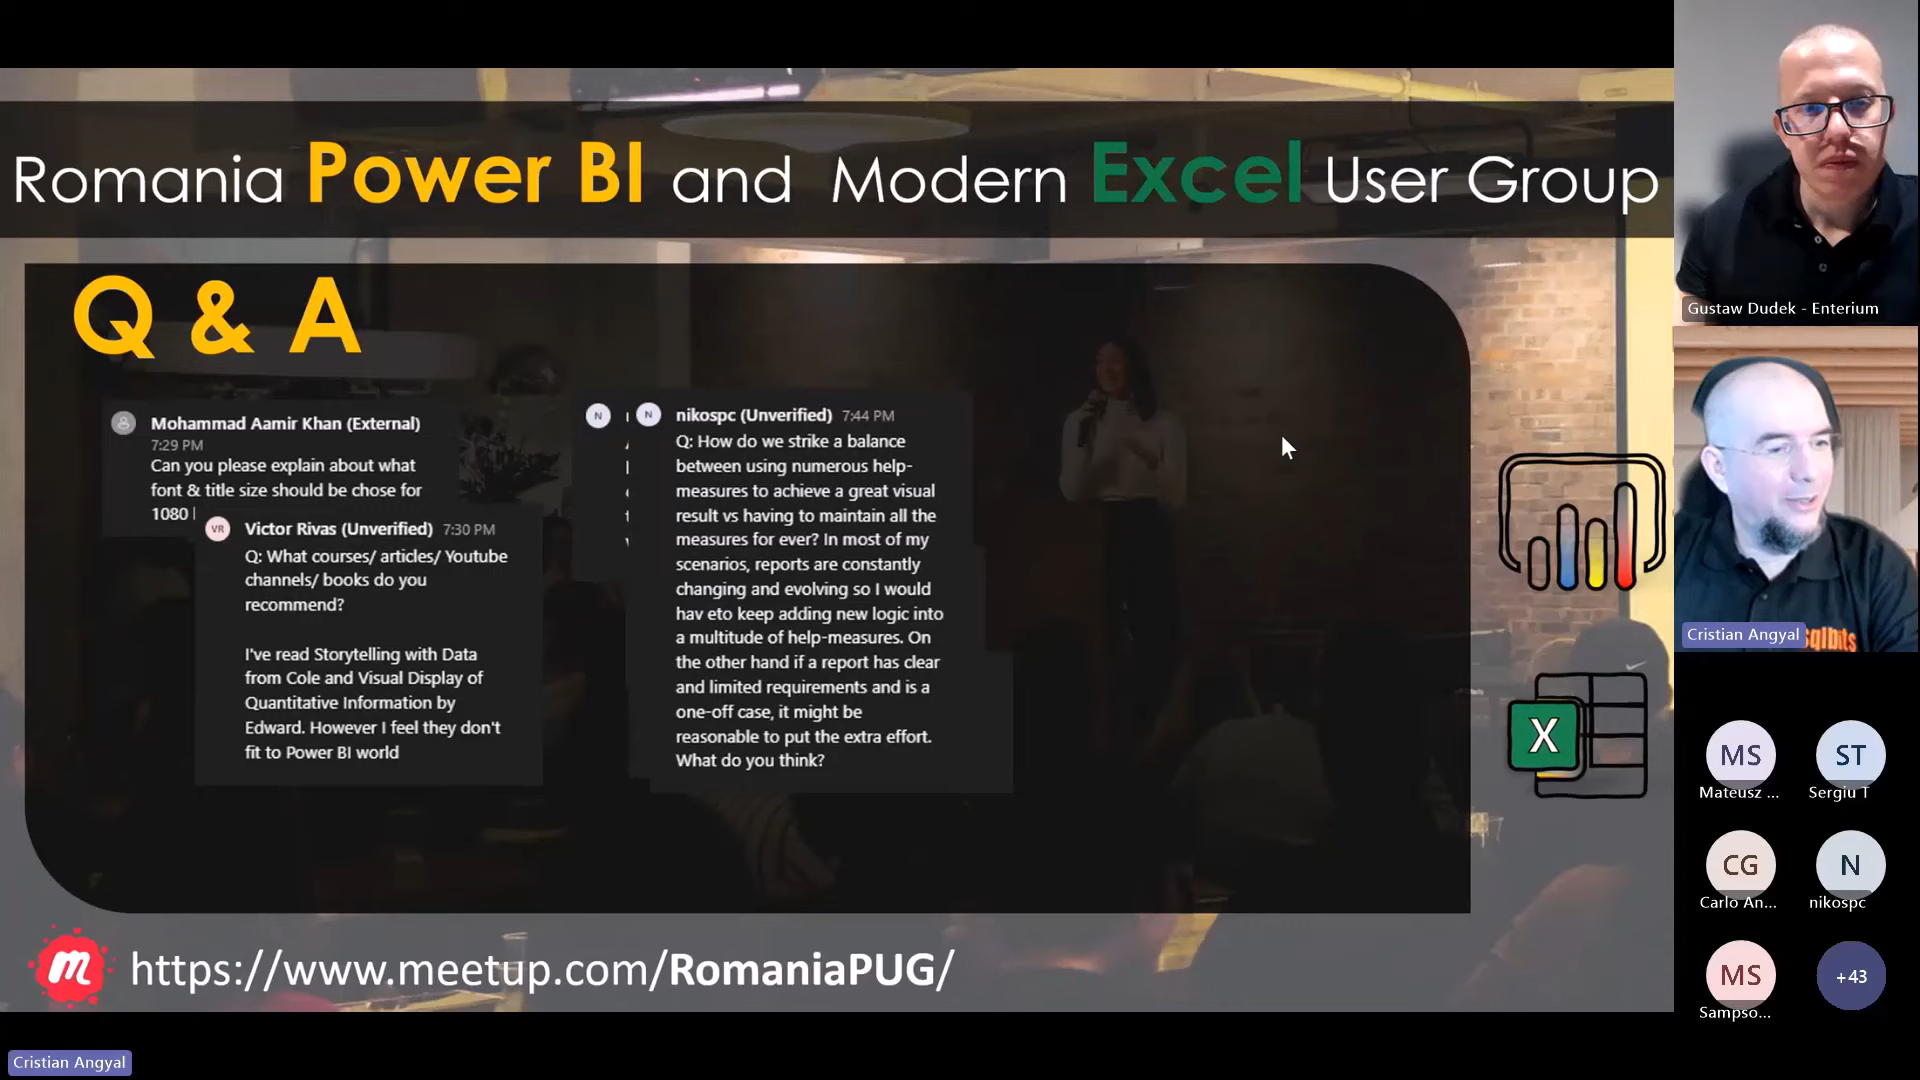 Romania Power BI and Modern Excel User Group
Q & A
Mohammad Aamir Khan (External)
7:29 PM
Can you please explain about what
font & title size should be chose for
1080
VR
Victor Rivas (Unverified) 7:30 PM
Q: What courses/ articles/ Youtube
channels/ books do you
recommend?
I've read Storytelling with Data
from Cole and Visual Display of
Quantitative Information by
Edward. However I feel they don't
fit to Power BI world
N
N
nikospc (Unverified) 7:44 PM
Q: How do we strike a balance
between using numerous help-
measures to achieve a great visual
result vs having to maintain all the
measures for ever? In most of my
scenarios, reports are constantly
changing and evolving so I would
hav eto keep adding new logic into
a multitude of help-measures. On
the other hand if a report has clear
and limited requirements and is a
one-off case, it might be
reasonable to put the extra effort.
What do you think?
X
m
https://www.meetup.com/RomaniaPUG/
Cristian Angyal
Gustaw Dudek - Enterium
Cristian Angyal
sqlbits
MS
Mateusz ...
ST
Sergiu T
CG
Carlo An...
N
nikospc
MS
Sampso...
+43